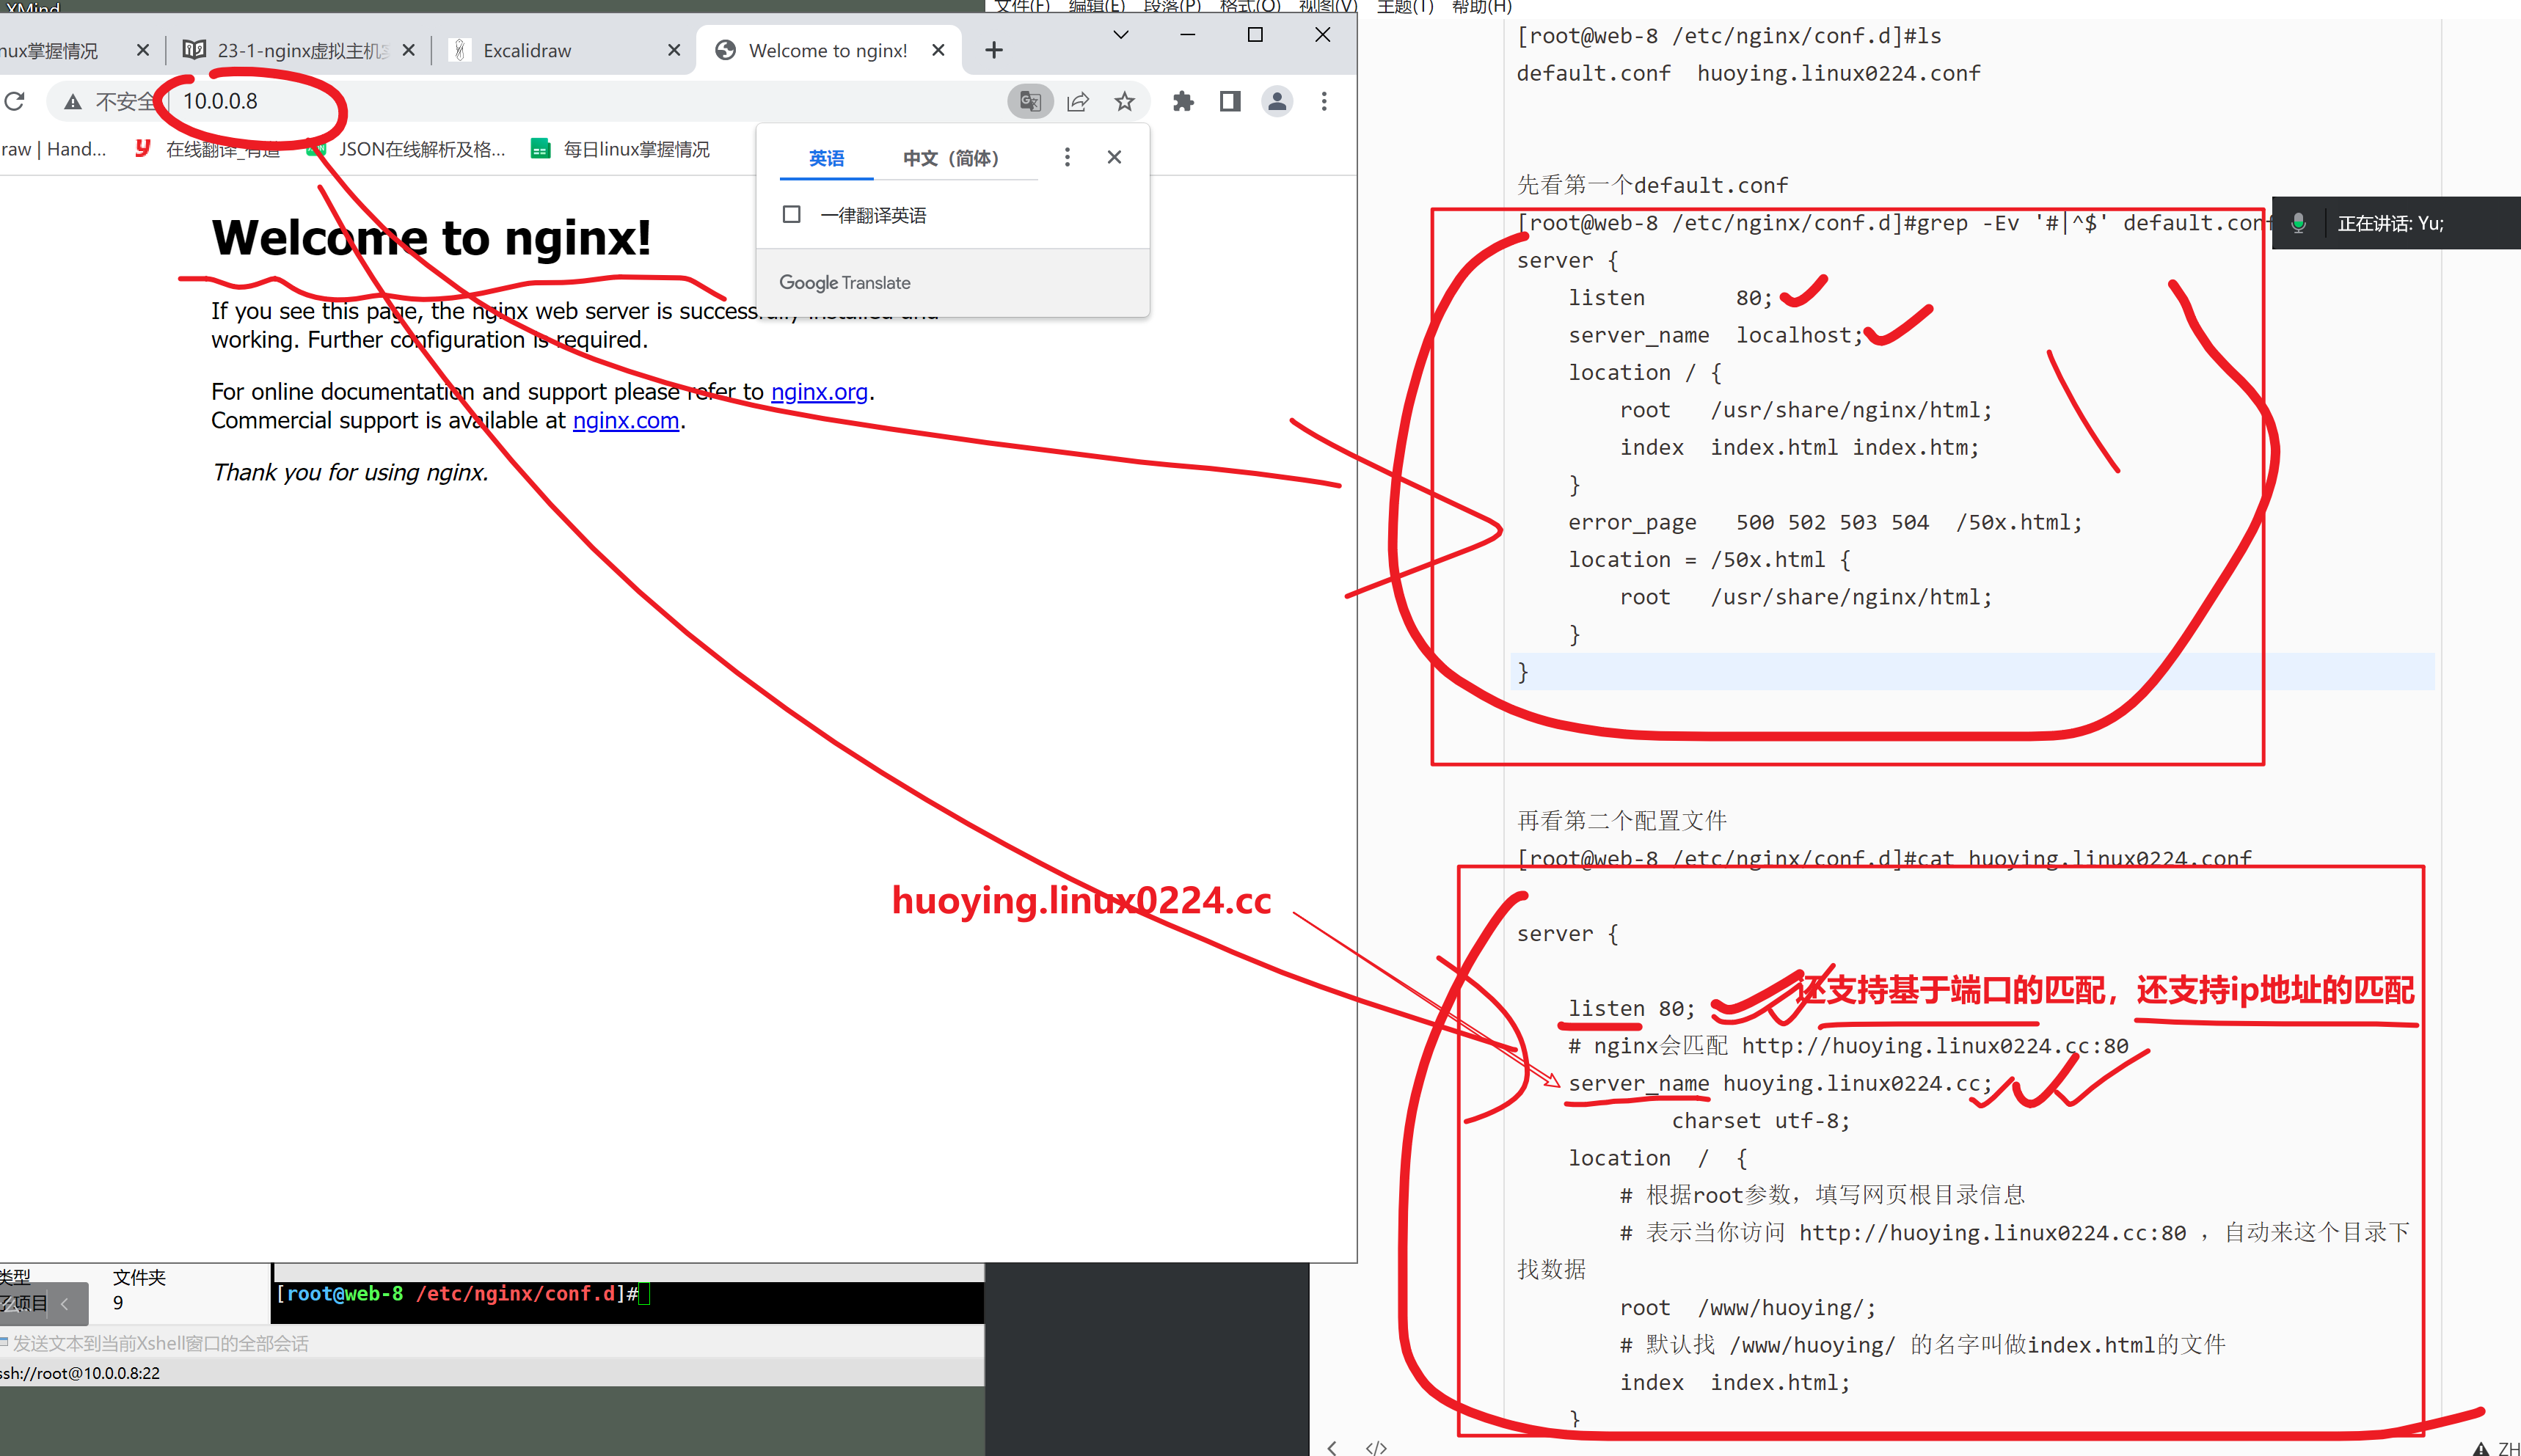 XMind
文件(F) 编辑(E) 段落(P) 格式(O) 视图(V) 主题(T) 帮助(H)
nux掌握情况
23-1-nginx虚拟主机
Excalidraw
Welcome to nginx!
不安全
10.0.0.8
raw | Hand...
在线翻译_有道
JSON在线解析及格...
每日linux掌握情况
英语
中文（简体）
一律翻译英语
Google Translate
Welcome to nginx!
If you see this page, the nginx web server is successfully installed and
working. Further configuration is required.
For online documentation and support please refer to nginx.org.
Commercial support is available at nginx.com.
Thank you for using nginx.
huoying.linux0224.cc
类型
文件夹
子项目
9
[root@web-8 /etc/nginx/conf.d]#
发送文本到当前Xshell窗口的全部会话
ssh://root@10.0.0.8:22
[root@web-8 /etc/nginx/conf.d]#ls
default.conf  huoying.linux0224.conf
先看第一个default.conf
[root@web-8 /etc/nginx/conf.d]#grep -Ev '#|^$' default.conf
正在讲话: Yu;
server {
    listen       80;
    server_name  localhost;
    location / {
        root   /usr/share/nginx/html;
        index  index.html index.htm;
    }
    error_page   500 502 503 504  /50x.html;
    location = /50x.html {
        root   /usr/share/nginx/html;
    }
}
再看第二个配置文件
[root@web-8 /etc/nginx/conf.d]#cat huoying.linux0224.conf
server {
还支持基于端口的匹配，还支持ip地址的匹配
    listen 80;
    # nginx会匹配 http://huoying.linux0224.cc:80
    server_name huoying.linux0224.cc;
            charset utf-8;
    location  /  {
        # 根据root参数，填写网页根目录信息
        # 表示当你访问 http://huoying.linux0224.cc:80 ，自动来这个目录下
找数据
        root  /www/huoying/;
        # 默认找 /www/huoying/ 的名字叫做index.html的文件
        index  index.html;
    }
ZH